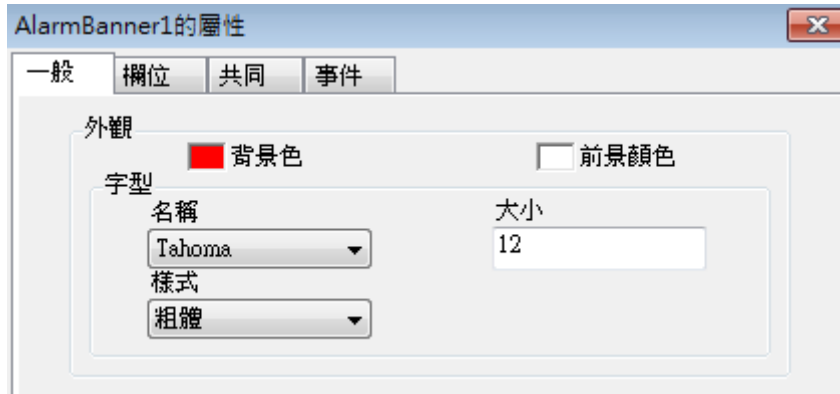 AlarmBanner1的屬性
一般 欄位 共同 事件
外觀
背景色 前景顏色
字型
名稱 大小
Tahoma 12
樣式
粗體